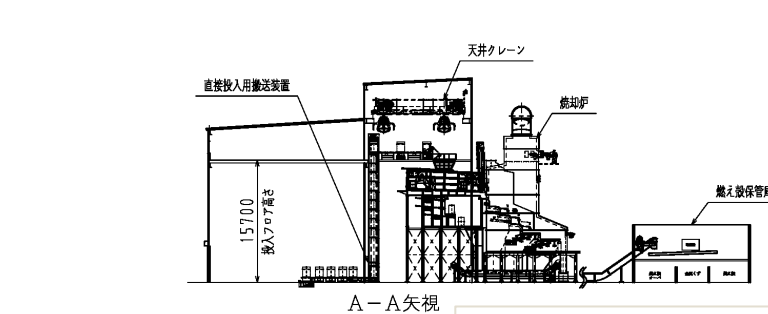 天井クレーン
直接投入用搬送装置
焼却炉
燃え殻保管庫
15700
投入フロア高さ
A－A矢視